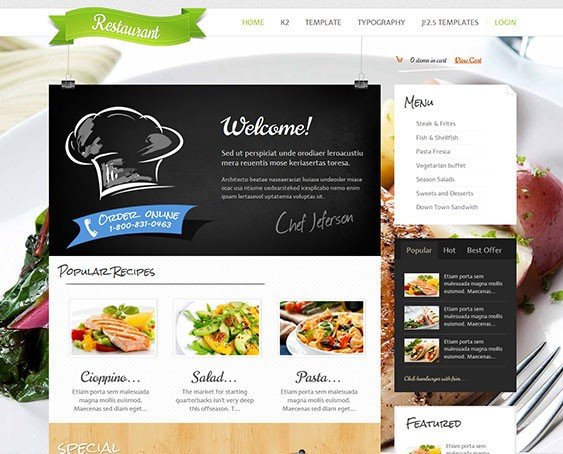 Restaurant
HOME K2 TEMPLATE TYPOGRAPHY J!2.5 TEMPLATES LOGIN
0 items in cart View Cart
Welcome!
Sed ut perspiciat unde orodiaer leroacustiu
mera reuentis mose keriasertas toresa.
Architecto beatae naseaeraciat kuiase undeosler miase
osac usa ntiume uedearsteked icexplicabo nemo enim
ipsam lertasevol uptatemia voluptas sit.
Chef Jeferson
Order online
1-800-831-0463
Menu
Steak & Frites
Fish & Shellfish
Pasta Fresca
Vegetarian buffet
Season Salads
Sweets and Desserts
Down Town Sandwich
Popular Hot Best Offer
Etiam porta sem
malesuada magna mollis
euismod. Maecenas...
Etiam porta sem
malesuada magna mollis
euismod. Maecenas...
Etiam porta sem
malesuada magna mollis
euismod. Maecenas...
Chili hamburger with fries...
Popular Recipes
Cioppino...
Etiam porta sem malesuada
magna mollis euismod.
Maecenas sed diam eget...
Salad...
The market for starting
quarterbacks isn't very deep
this offseason. T...
Pasta...
Etiam porta sem malesuada
magna mollis euismod.
Maecenas sed diam eget...
Featured
Etiam porta sem
SPECIAL